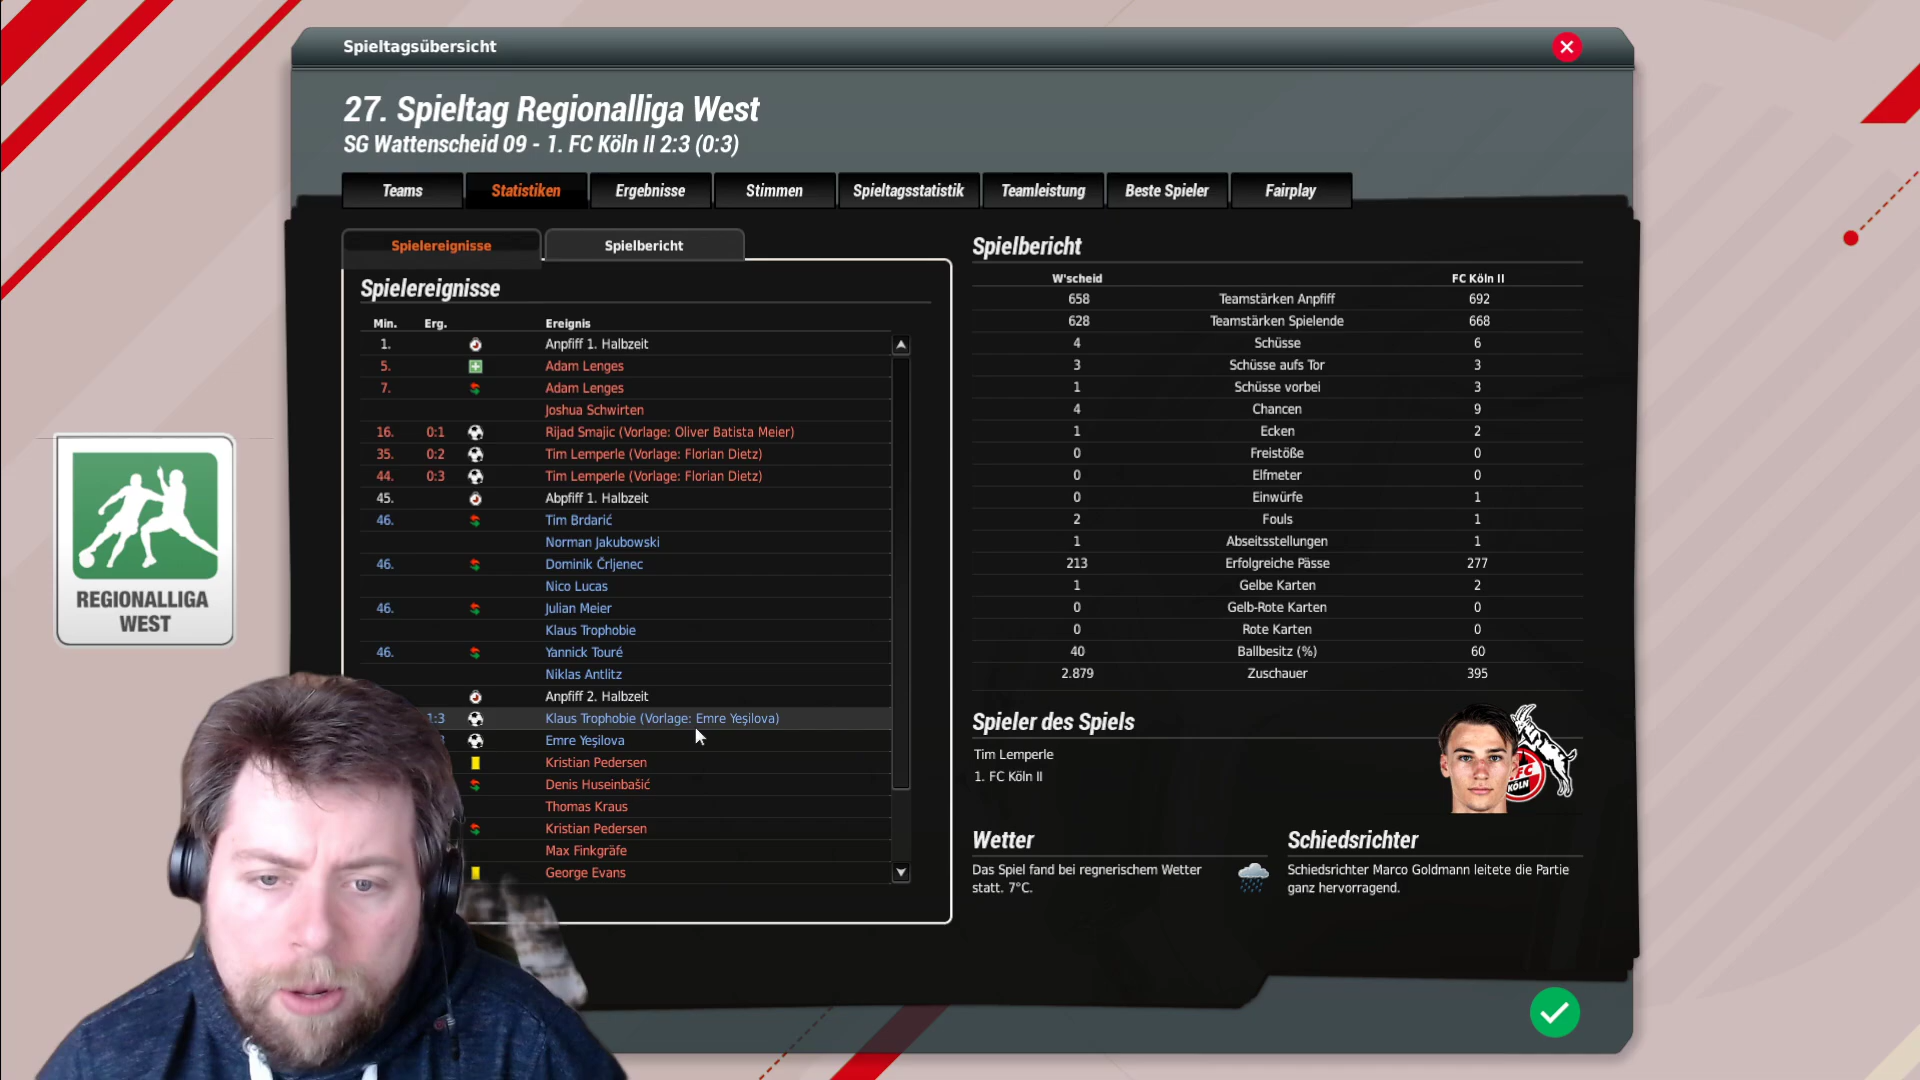 Spieltagsübersicht
27. Spieltag Regionalliga West
SG Wattenscheid 09 - 1. FC Köln II 2:3 (0:3)
Teams Statistiken Ergebnisse Stimmen Spieltagsstatistik Teamleistung Beste Spieler Fairplay
Spielereignisse Spielbericht
Spielereignisse
Min. Erg. Ereignis
1. Anpfiff 1. Halbzeit
5. Adam Lenges
7. Adam Lenges
Joshua Schwirten
16. 0:1 Rijad Smajic (Vorlage: Oliver Batista Meier)
35. 0:2 Tim Lemperle (Vorlage: Florian Dietz)
44. 0:3 Tim Lemperle (Vorlage: Florian Dietz)
45. Abpfiff 1. Halbzeit
46. Tim Brdarić
Norman Jakubowski
46. Dominik Črljenec
Nico Lucas
46. Julian Meier
Klaus Trophobie
46. Yannick Touré
Niklas Antlitz
Anpfiff 2. Halbzeit
1:3 Klaus Trophobie (Vorlage: Emre Yeşilova)
Emre Yeşilova
Kristian Pedersen
Denis Huseinbašić
Thomas Kraus
Kristian Pedersen
Max Finkgräfe
George Evans
Spielbericht
W'scheid FC Köln II
658 Teamstärken Anpfiff 692
628 Teamstärken Spielende 668
4 Schüsse 6
3 Schüsse aufs Tor 3
1 Schüsse vorbei 3
4 Chancen 9
1 Ecken 2
0 Freistöße 0
0 Elfmeter 0
0 Einwürfe 1
2 Fouls 1
1 Abseitsstellungen 1
213 Erfolgreiche Pässe 277
1 Gelbe Karten 2
0 Gelb-Rote Karten 0
0 Rote Karten 0
40 Ballbesitz (%) 60
2.879 Zuschauer 395
Spieler des Spiels
Tim Lemperle
1. FC Köln II
Wetter
Das Spiel fand bei regnerischem Wetter
statt. 7°C.
Schiedsrichter
Schiedsrichter Marco Goldmann leitete die Partie
ganz hervorragend.
REGIONALLIGA
WEST
1.FC
KÖLN